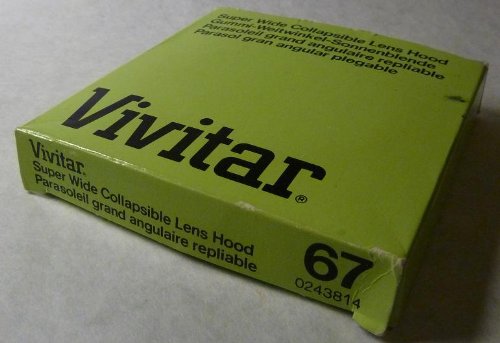 Super Wide Collapsible Lens Hood
Gummi-Weitwinkel-Sonnenblende
Parasoleil grand angulaire repliable
Parasol gran angular plegable
Vivitar®
Vivitar®
Super Wide Collapsible Lens Hood
Parasoleil grand angulaire repliable
67
0243814